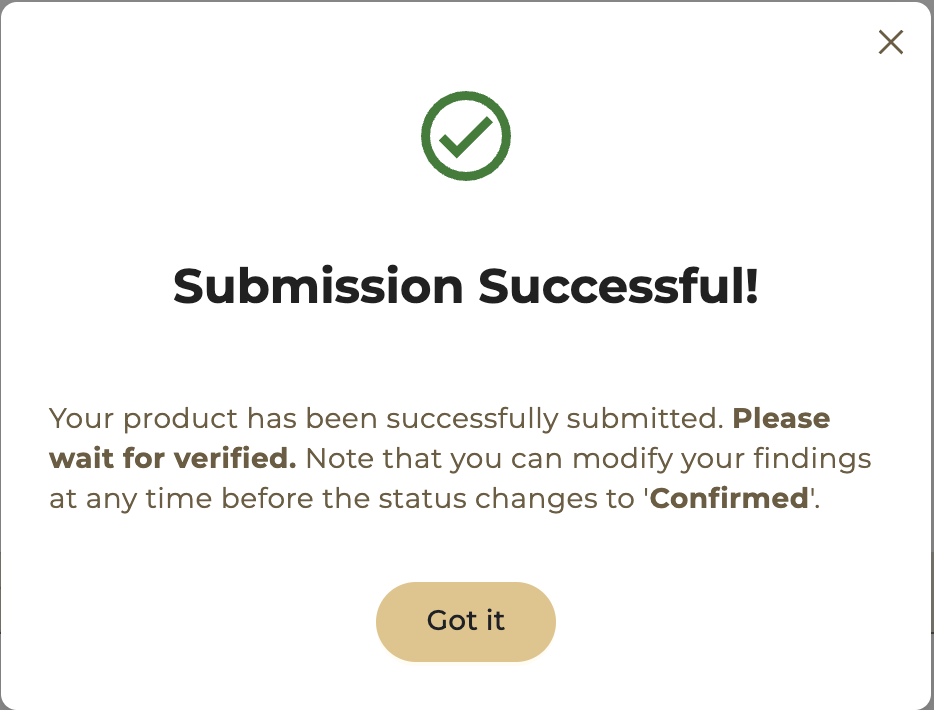 Submission Successful!
Your product has been successfully submitted. Please
wait for verified. Note that you can modify your findings
at any time before the status changes to 'Confirmed'.
Got it